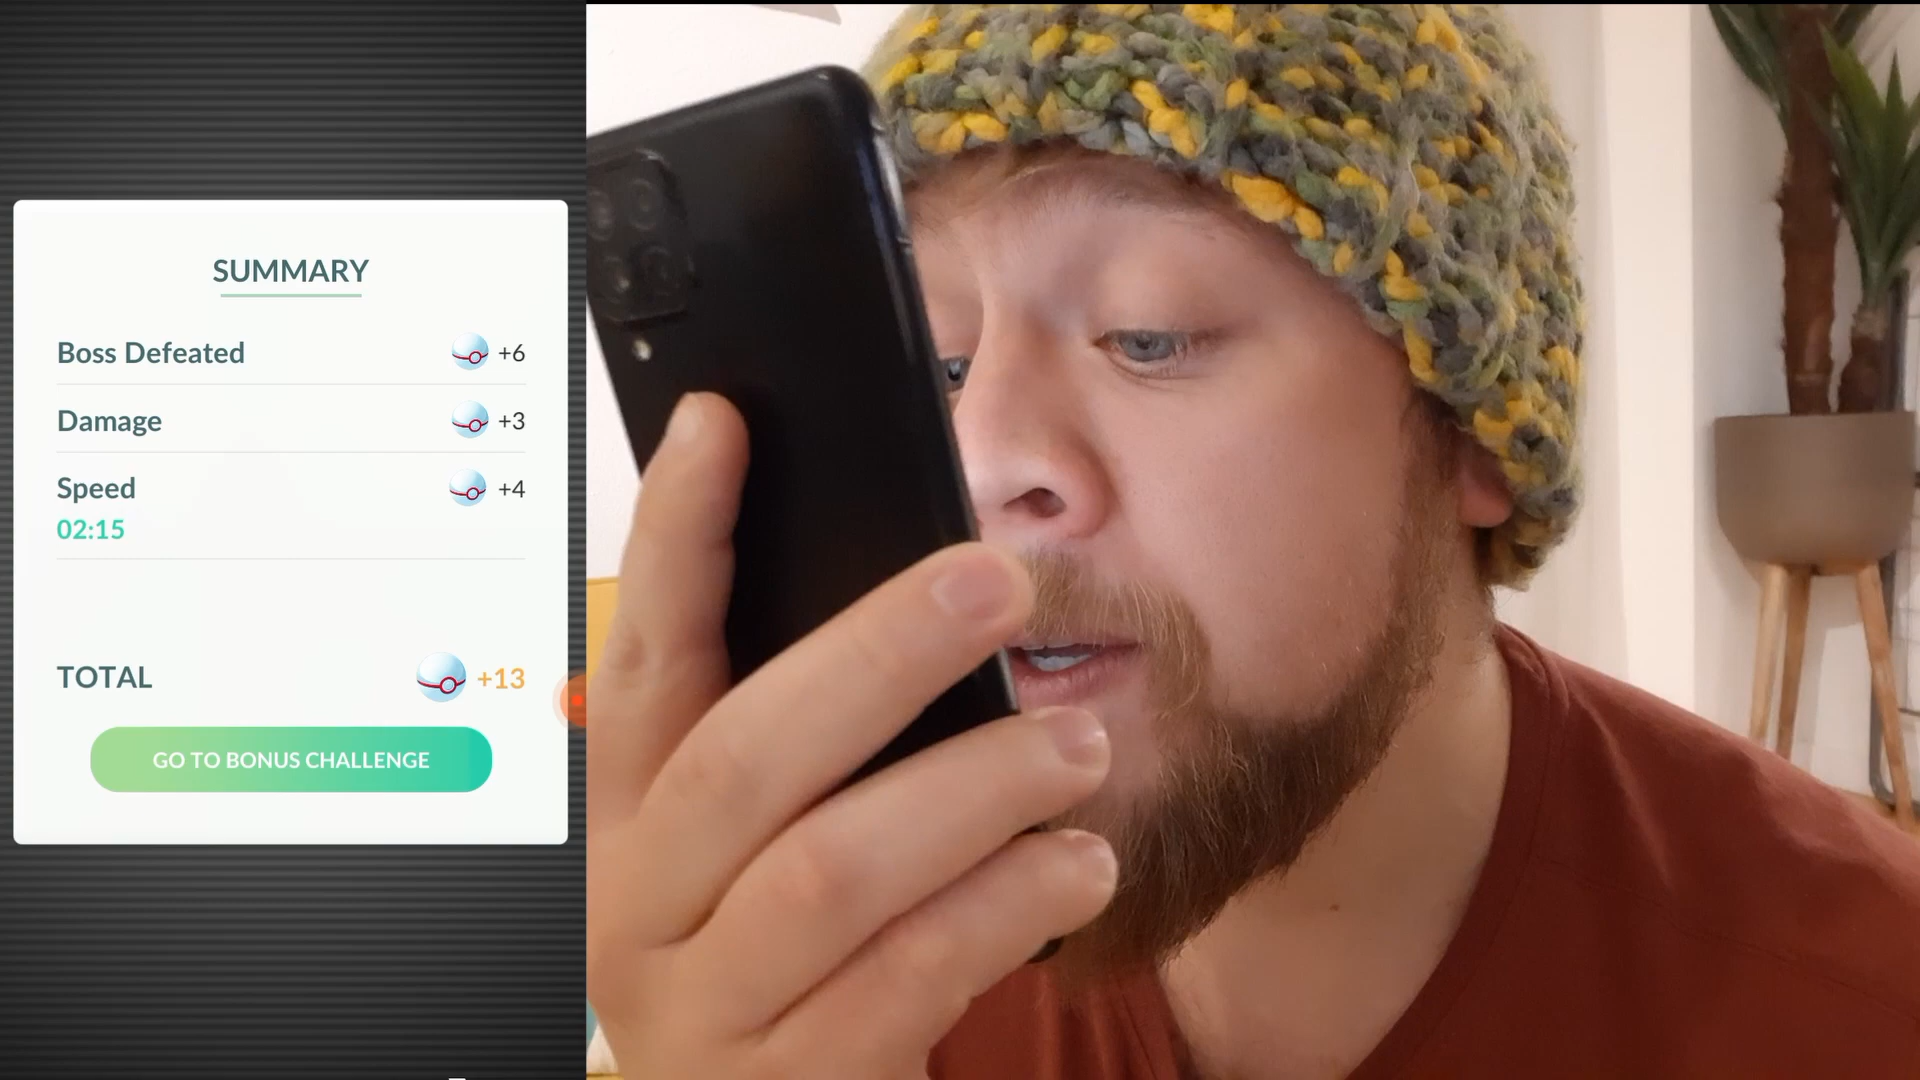 SUMMARY
Boss Defeated +6
Damage +3
Speed +4
02:15
TOTAL +13
GO TO BONUS CHALLENGE